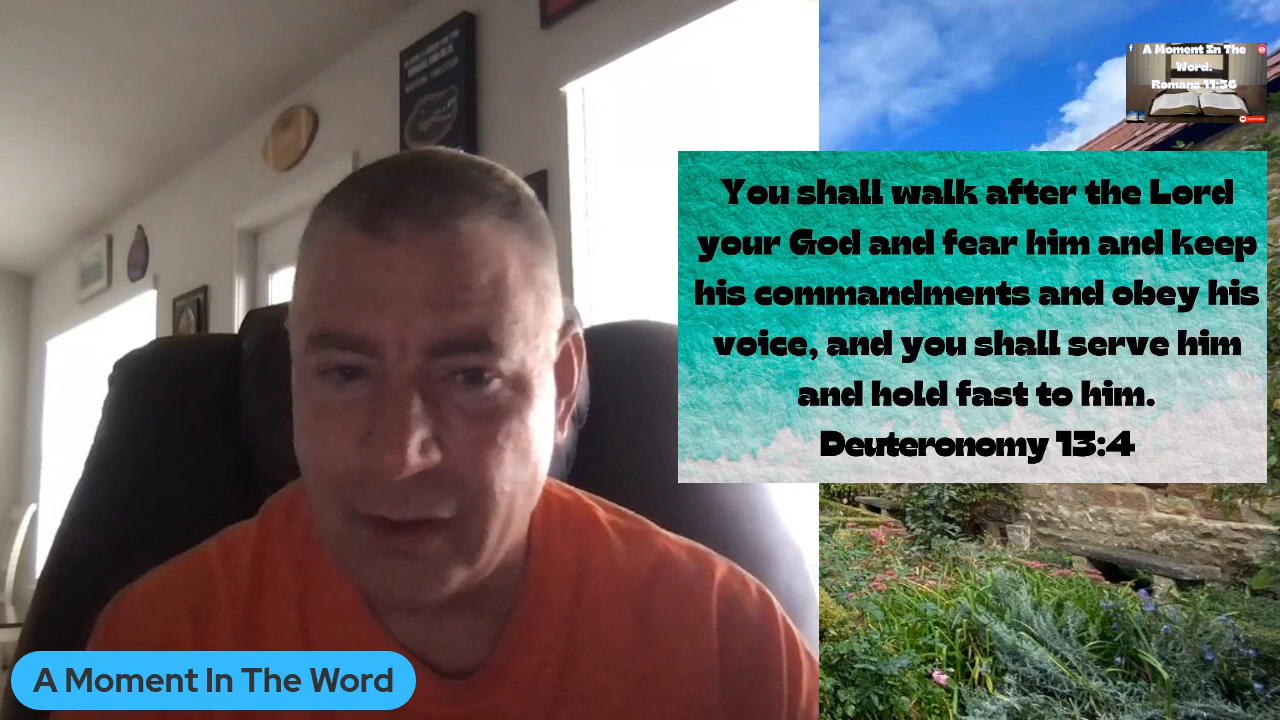 A Moment In The
Word.
Romans 11:36
You shall walk after the Lord
your God and fear him and keep
his commandments and obey his
voice, and you shall serve him
and hold fast to him.
Deuteronomy 13:4
A Moment In The Word